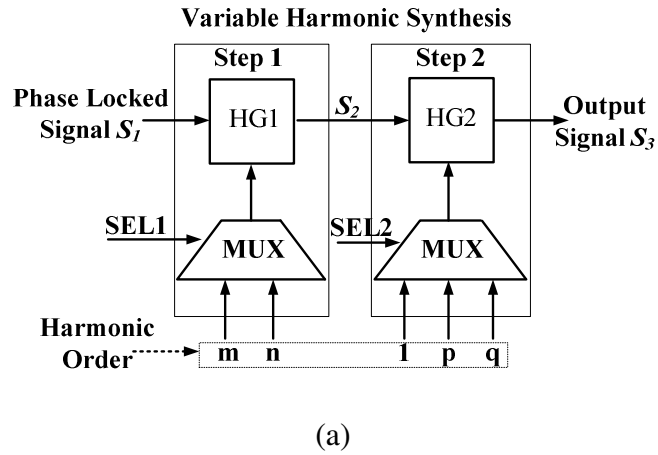 Variable Harmonic Synthesis
Step 1
Step 2
Phase Locked
Signal S1
HG1
S2
HG2
Output
Signal S3
SEL1
MUX
SEL2
MUX
Harmonic
Order
m n
1 p q
(a)